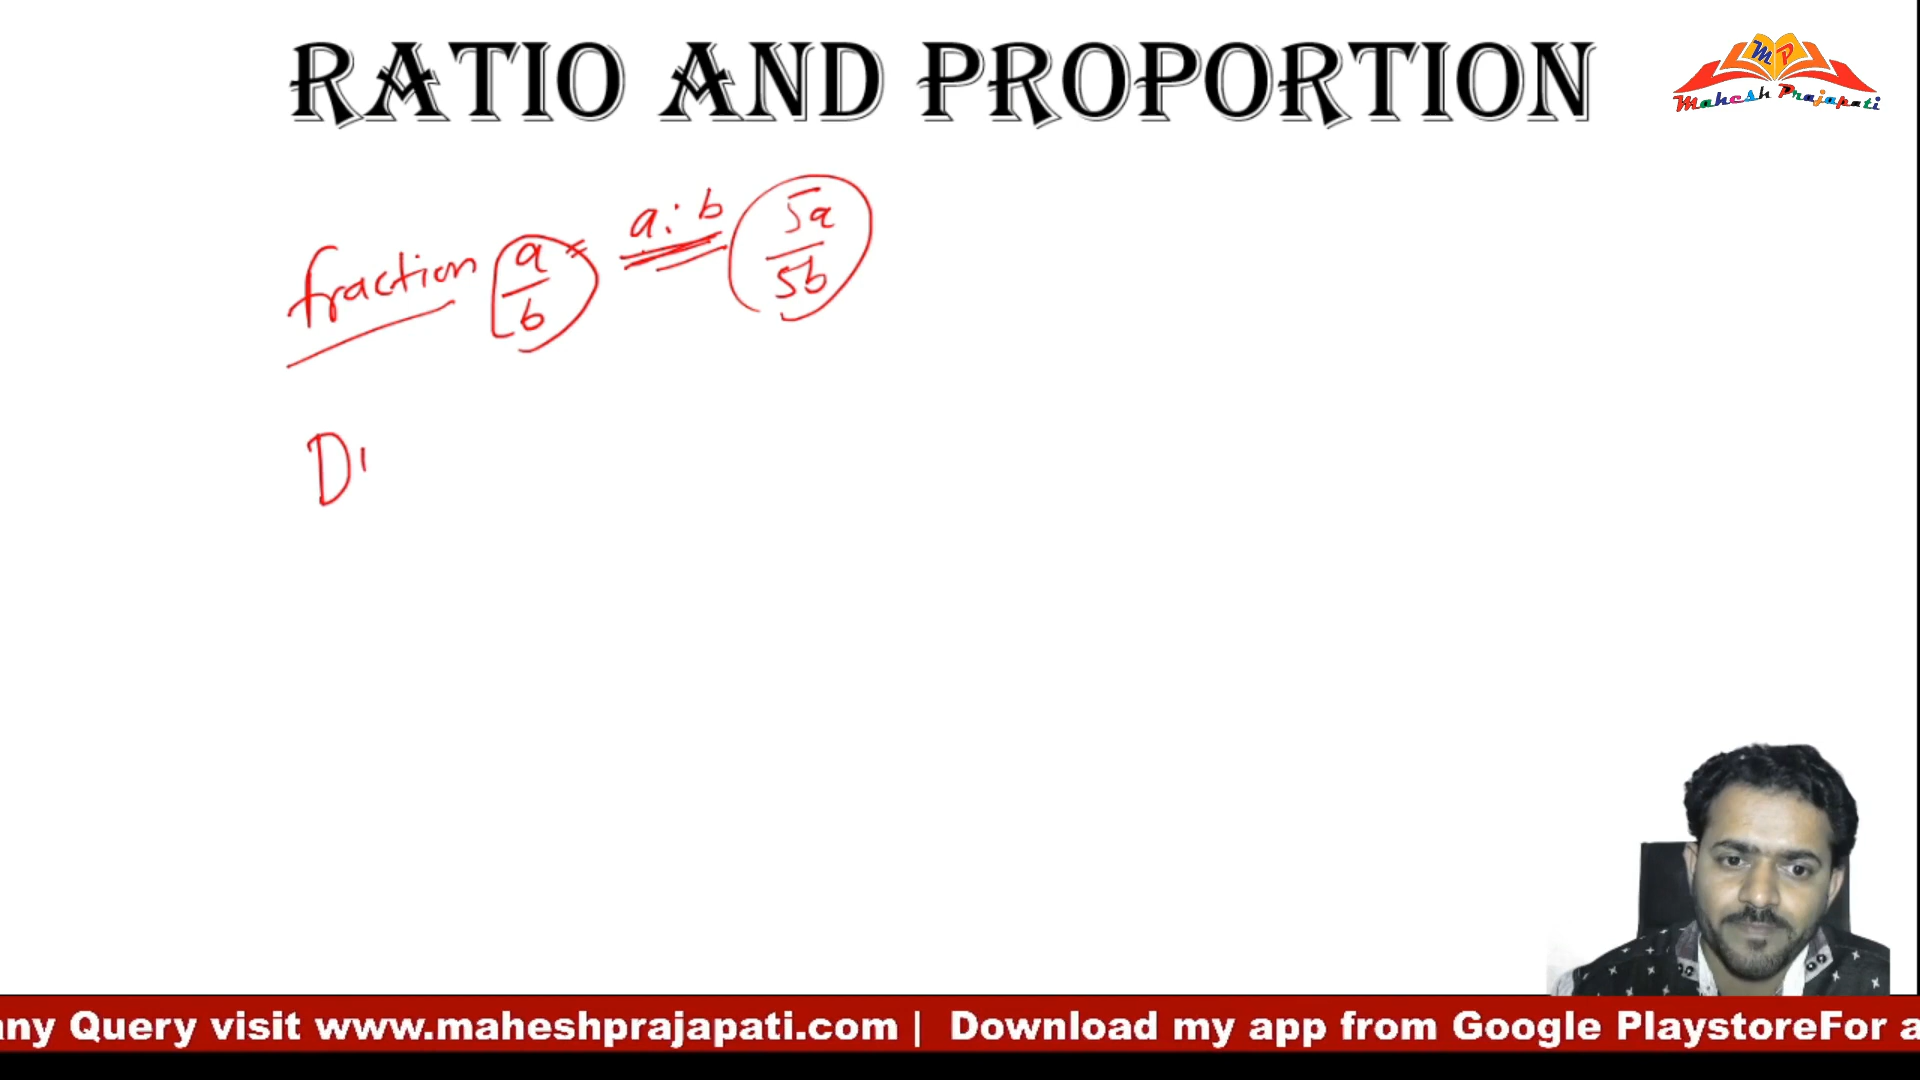 RATIO AND PROPORTION
MP
Mahesh Prajapati
fraction a/b = a:b 5a/5b
D
ny Query visit www.maheshprajapati.com | Download my app from Google PlaystoreFor a